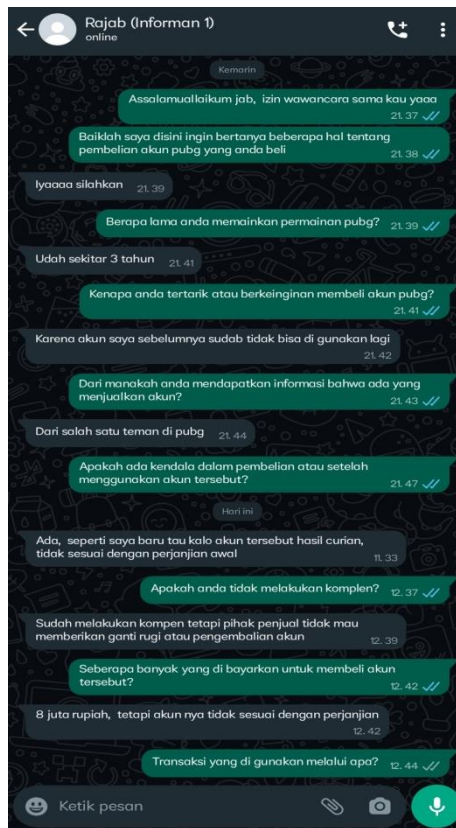 Rajab (Informan 1)
online
Kemarin
Assalamuallaikum jab, izin wawancara sama kau yaaa
21.37
Baiklah saya disini ingin bertanya beberapa hal tentang
pembelian akun pubg yang anda beli
21.38
Iyaaaa silahkan
21.39
Berapa lama anda memainkan permainan pubg?
21.39
Udah sekitar 3 tahun
21.41
Kenapa anda tertarik atau berkeinginan membeli akun pubg?
21.41
Karena akun saya sebelumnya sudab tidak bisa di gunakan lagi
21.42
Dari manakah anda mendapatkan informasi bahwa ada yang
menjualkan akun?
21.43
Dari salah satu teman di pubg
21.44
Apakah ada kendala dalam pembelian atau setelah
menggunakan akun tersebut?
21.47
Hari ini
Ada, seperti saya baru tau kalo akun tersebut hasil curian,
tidak sesuai dengan perjanjian awal
11.33
Apakah anda tidak melakukan komplen?
12.37
Sudah melakukan kompen tetapi pihak penjual tidak mau
memberikan ganti rugi atau pengembalian akun
12.39
Seberapa banyak yang di bayarkan untuk membeli akun
tersebut?
12.42
8 juta rupiah, tetapi akun nya tidak sesuai dengan perjanjian
12.42
Transaksi yang di gunakan melalui apa?
12.44
Ketik pesan